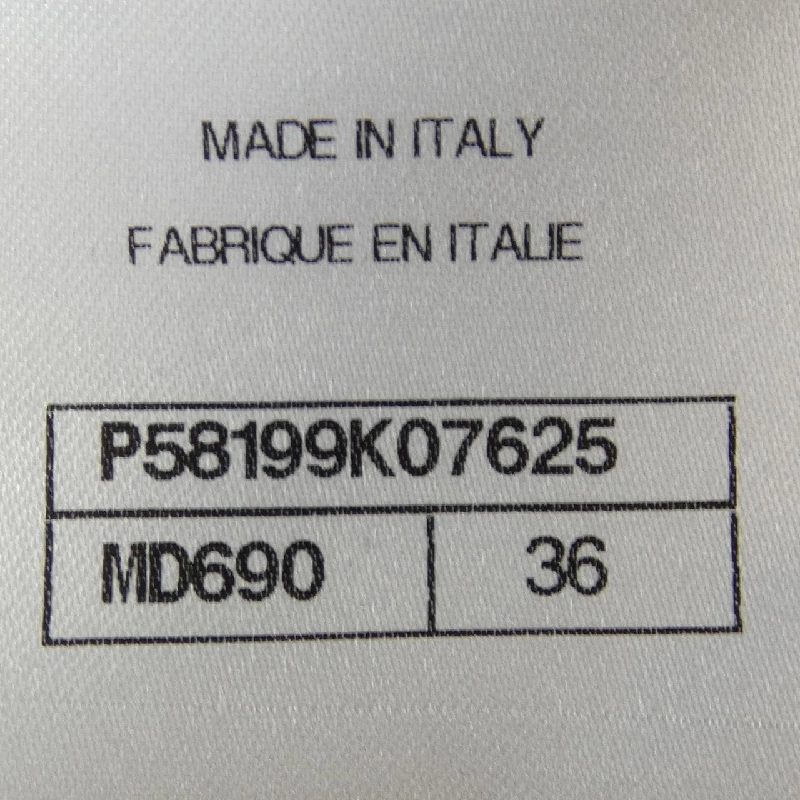 MADE IN ITALY
FABRIQUE EN ITALIE
P58199K07625
MD690 36